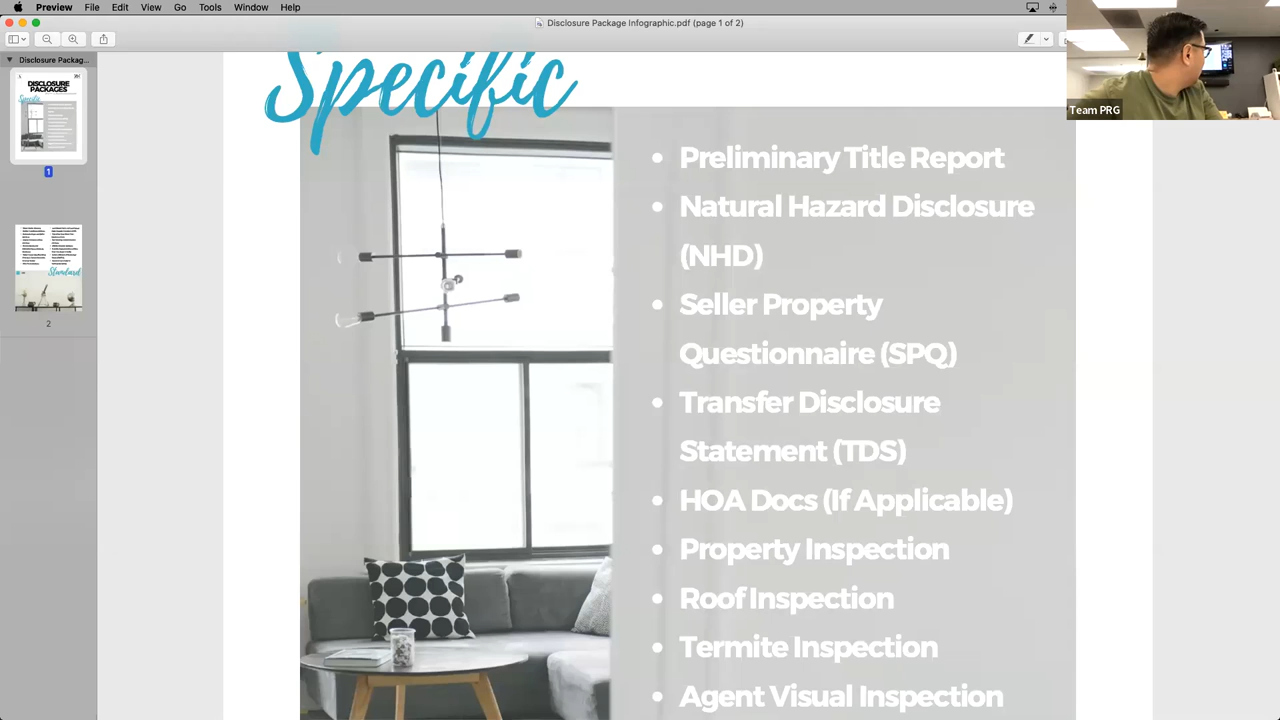 Preview File Edit View Go Tools Window Help
Disclosure Package Infographic.pdf (page 1 of 2)
Disclosure Packag...
DISCLOSURE
PACKAGES
Specific
1
Standard
2
Specific
Preliminary Title Report
Natural Hazard Disclosure
(NHD)
Seller Property
Questionnaire (SPQ)
Transfer Disclosure
Statement (TDS)
HOA Docs (If Applicable)
Property Inspection
Roof Inspection
Termite Inspection
Agent Visual Inspection
Team PRG